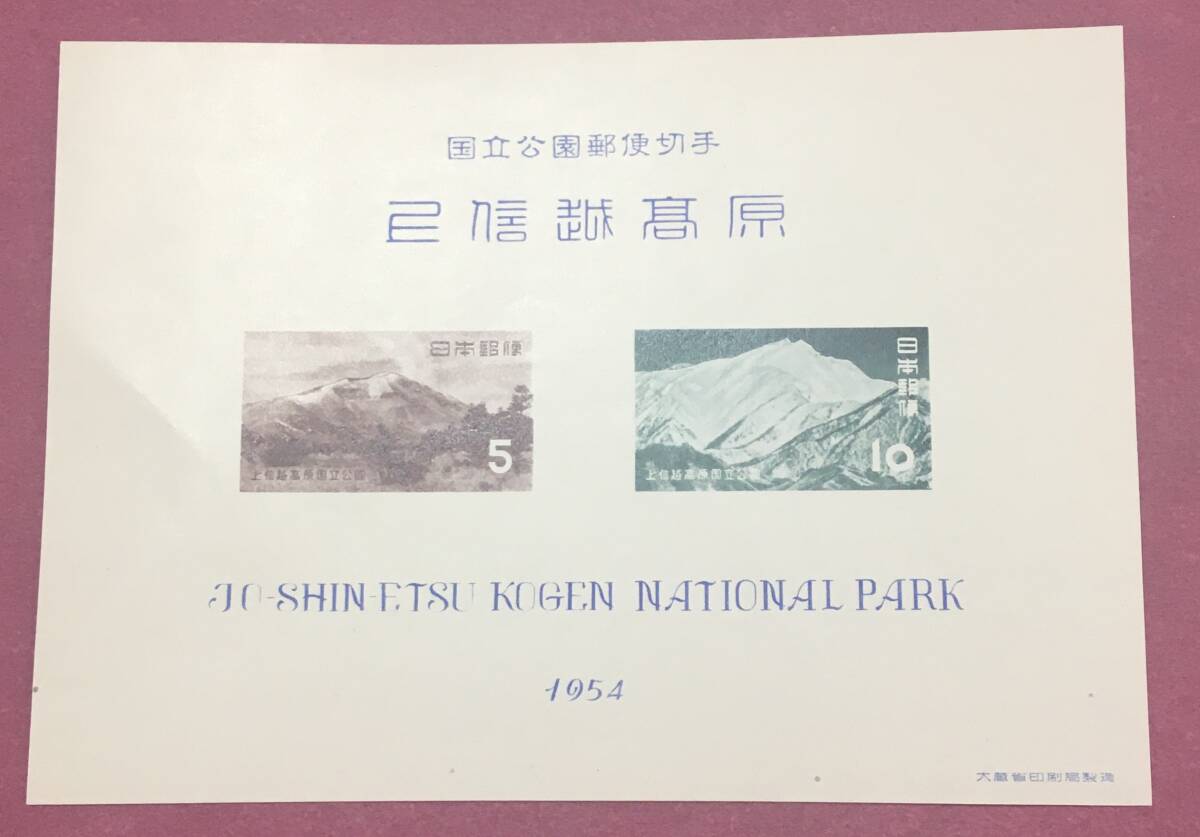 国立公園郵便切手
上信越高原
日本郵便
5
上信越高原国立公園
日本郵便
10
上信越高原国立公園
JO-SHIN-ETSU KOGEN NATIONAL PARK
1954
大蔵省印刷局製造